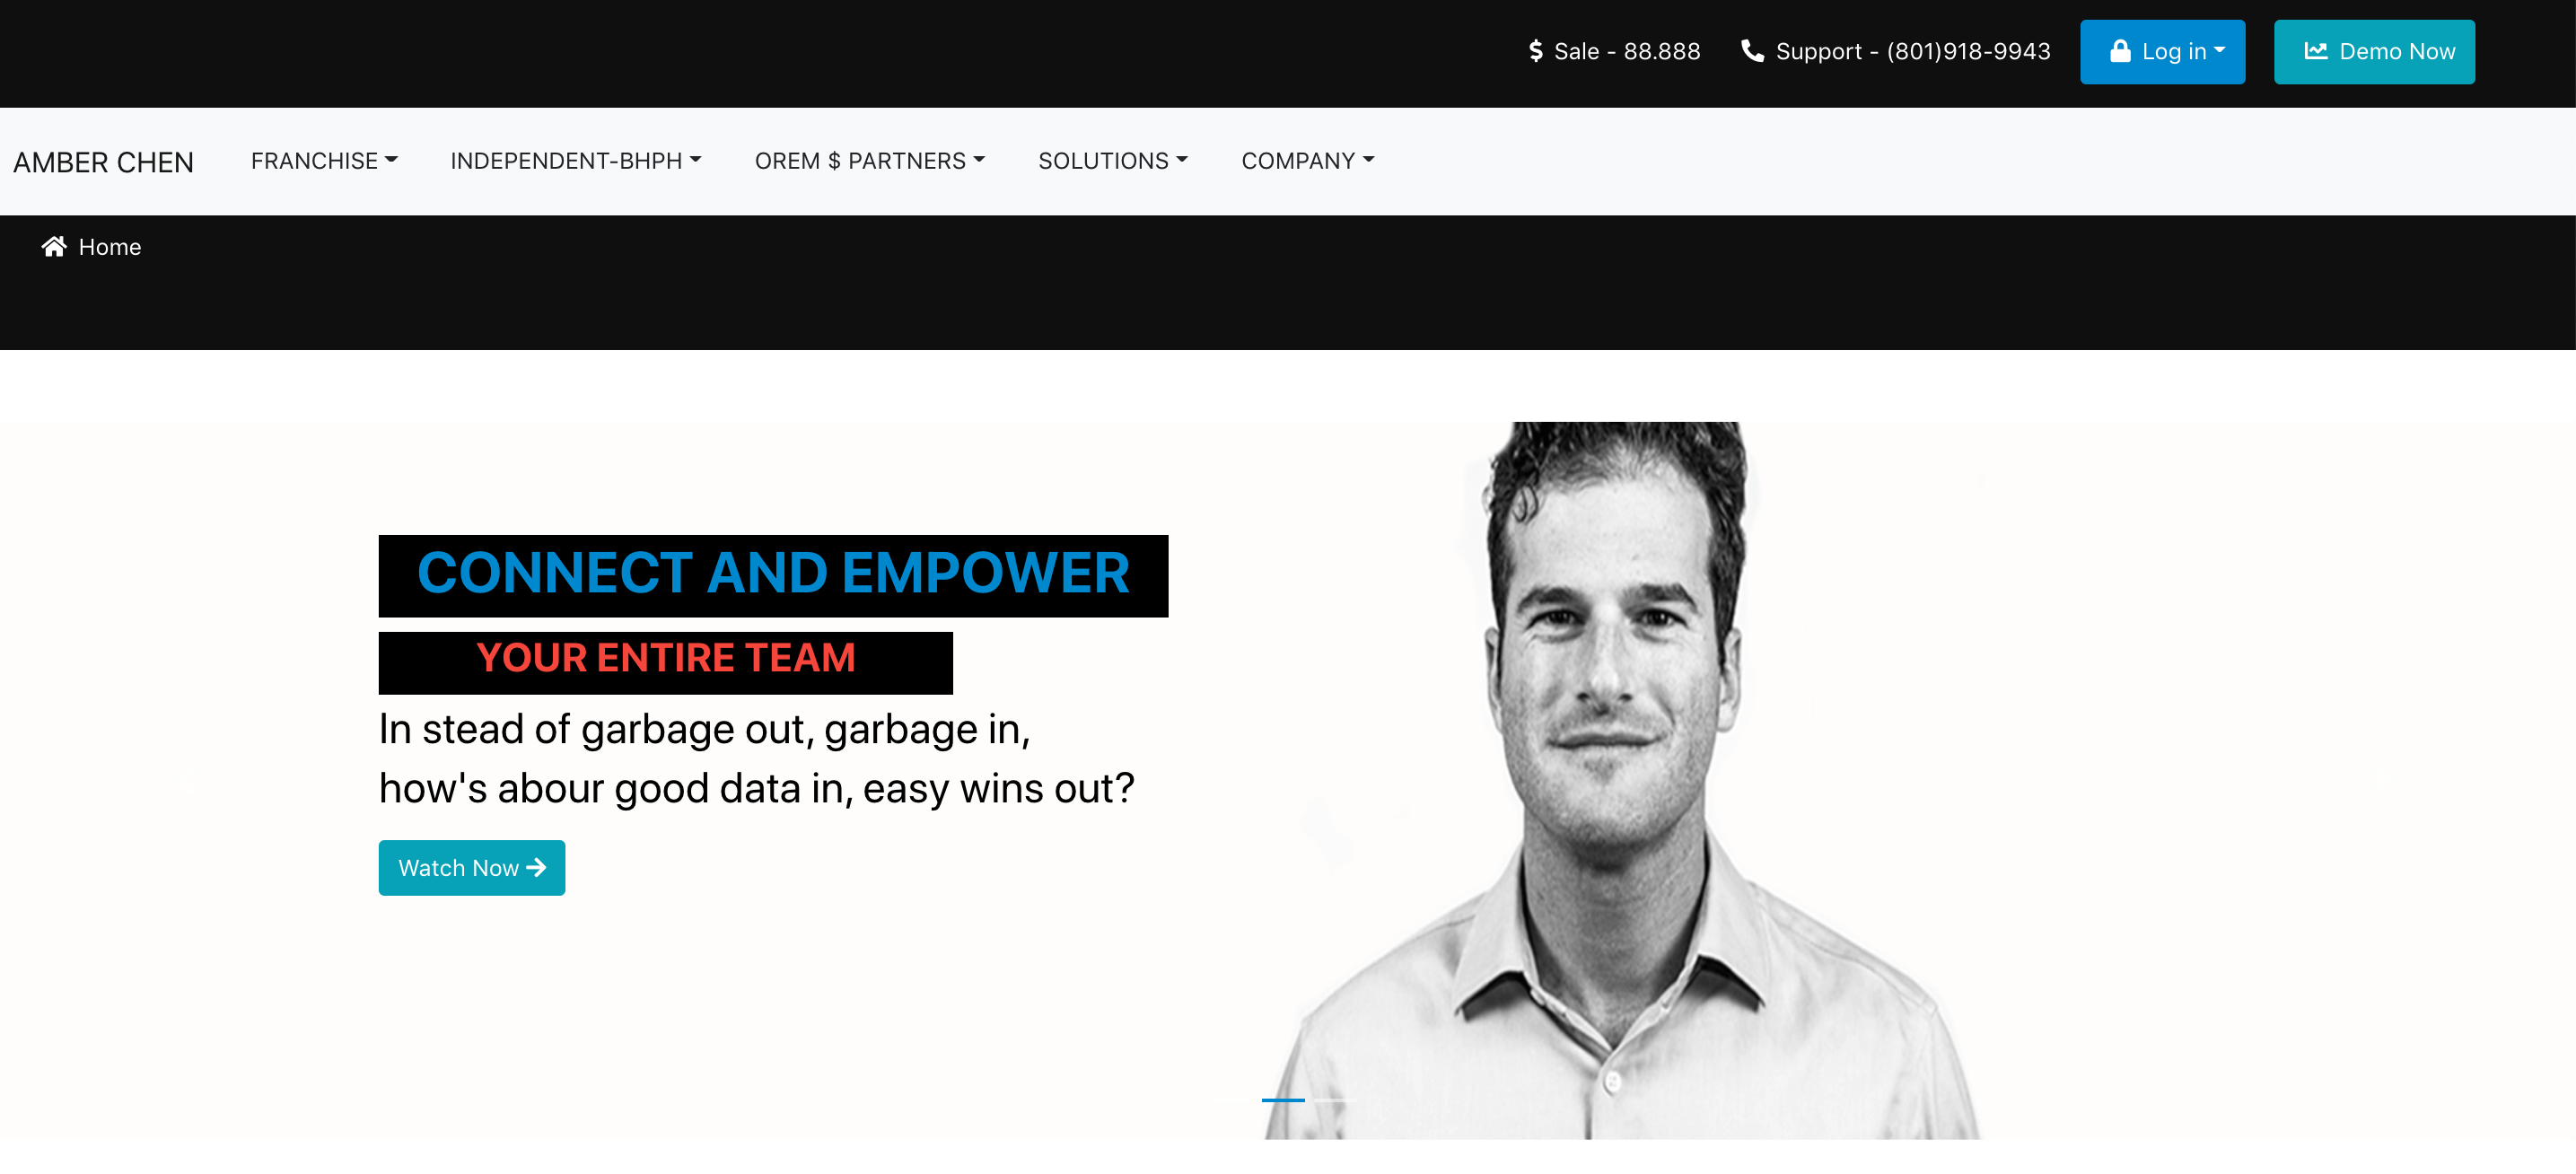 Sale - 88.888 Support - (801)918-9943 Log in Demo Now
AMBER CHEN FRANCHISE INDEPENDENT-BHPH OREM $ PARTNERS SOLUTIONS COMPANY
Home
CONNECT AND EMPOWER
YOUR ENTIRE TEAM
In stead of garbage out, garbage in,
how's abour good data in, easy wins out?
Watch Now